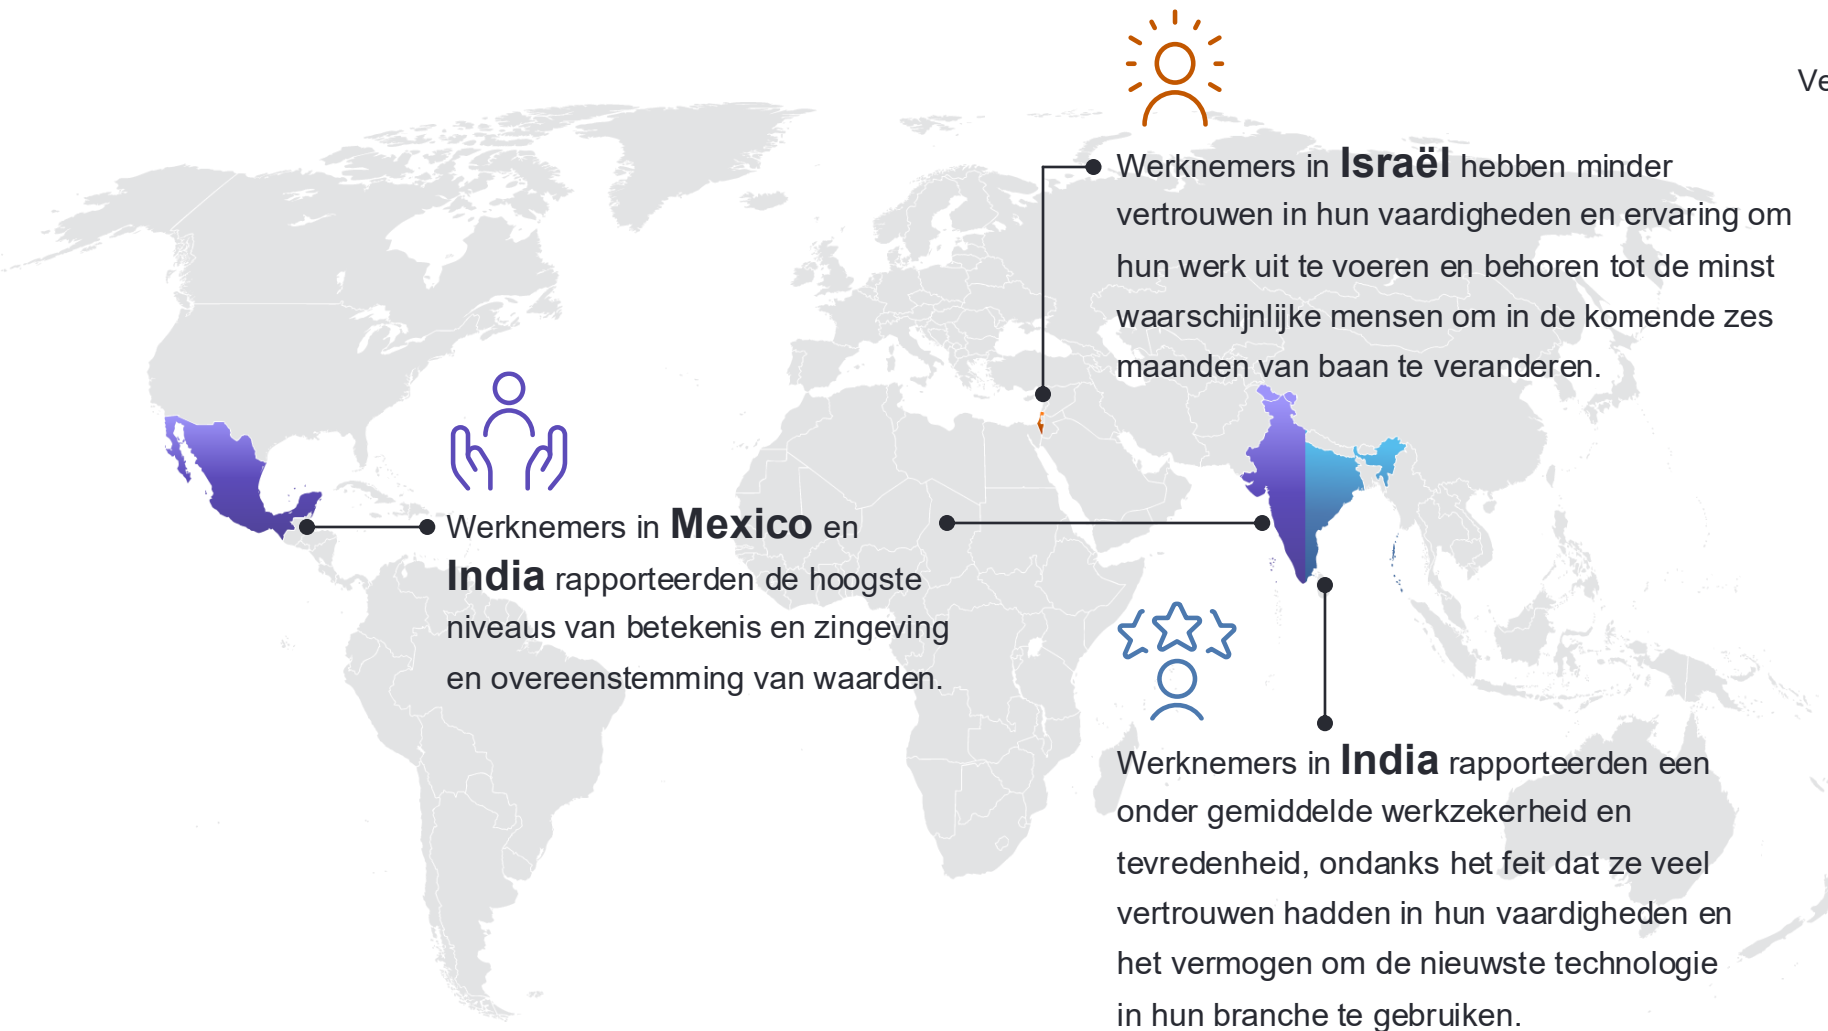 Werknemers in Israël hebben minder
vertrouwen in hun vaardigheden en ervaring om
hun werk uit te voeren en behoren tot de minst
waarschijnlijke mensen om in de komende zes
maanden van baan te veranderen.
Werknemers in Mexico en
India rapporteerden de hoogste
niveaus van betekenis en zingeving
en overeenstemming van waarden.
Werknemers in India rapporteerden een
onder gemiddelde werkzekerheid en
tevredenheid, ondanks het feit dat ze veel
vertrouwen hadden in hun vaardigheden en
het vermogen om de nieuwste technologie
in hun branche te gebruiken.